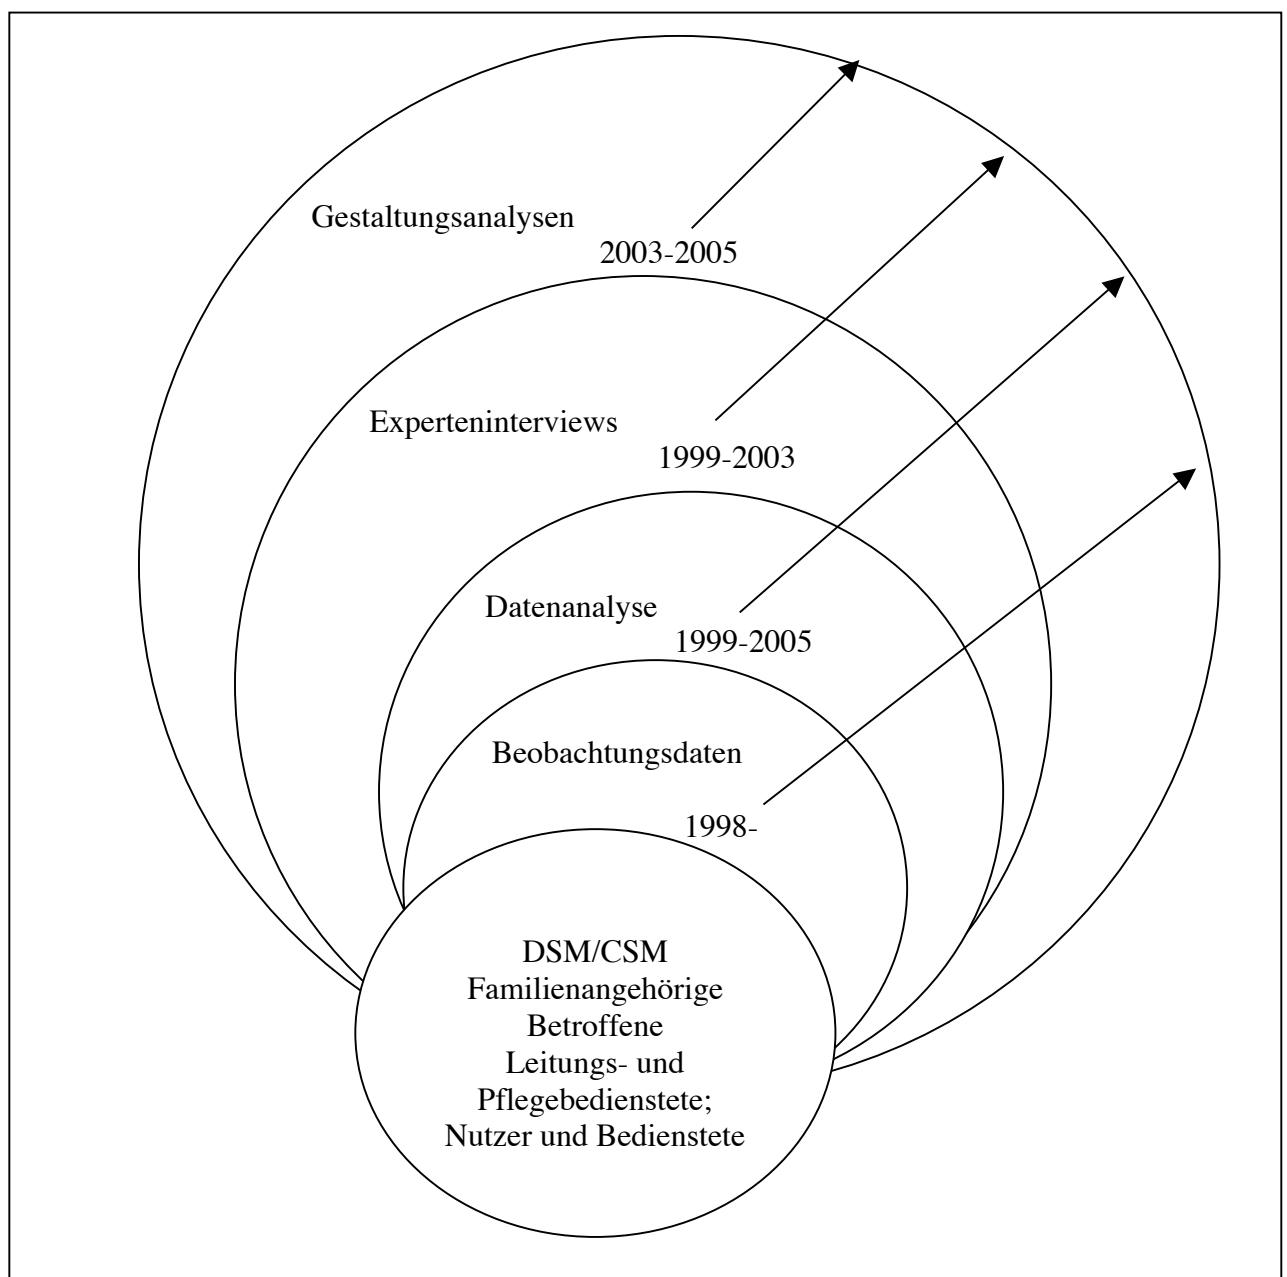 Gestaltungsanalysen
2003-2005
Experteninterviews
1999-2003
Datenanalyse
1999-2005
Beobachtungsdaten
1998-
DSM/CSM
Familienangehörige
Betroffene
Leitungs- und
Pflegebedienstete;
Nutzer und Bedienstete